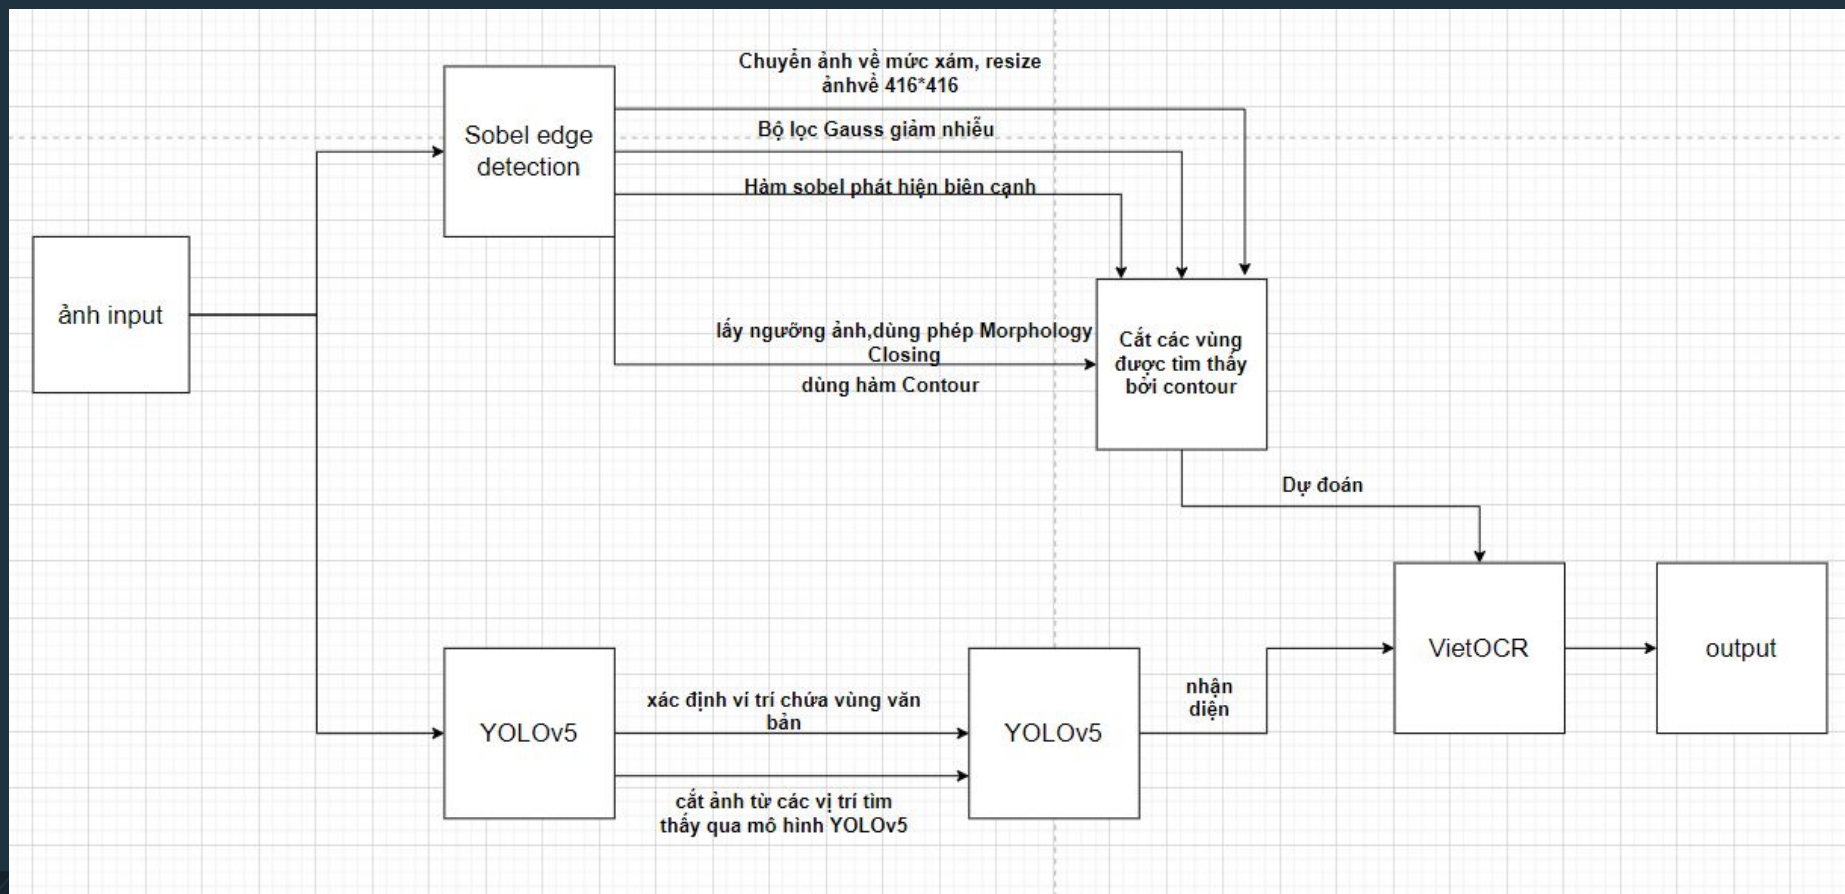 Chuyển ảnh về mức xám, resize
ảnhvề 416*416
Bộ lọc Gauss giảm nhiễu
Hàm sobel phát hiện biên cạnh
Sobel edge
detection
ảnh input
lấy ngưỡng ảnh,dùng phép Morphology
Closing
dùng hàm Contour
Cắt các vùng
được tìm thấy
bởi contour
Dự đoán
YOLOv5
xác định ví trí chứa vùng văn
bản
cắt ảnh từ các vị trí tìm
thấy qua mô hình YOLOv5
YOLOv5
nhận
diện
VietOCR
output